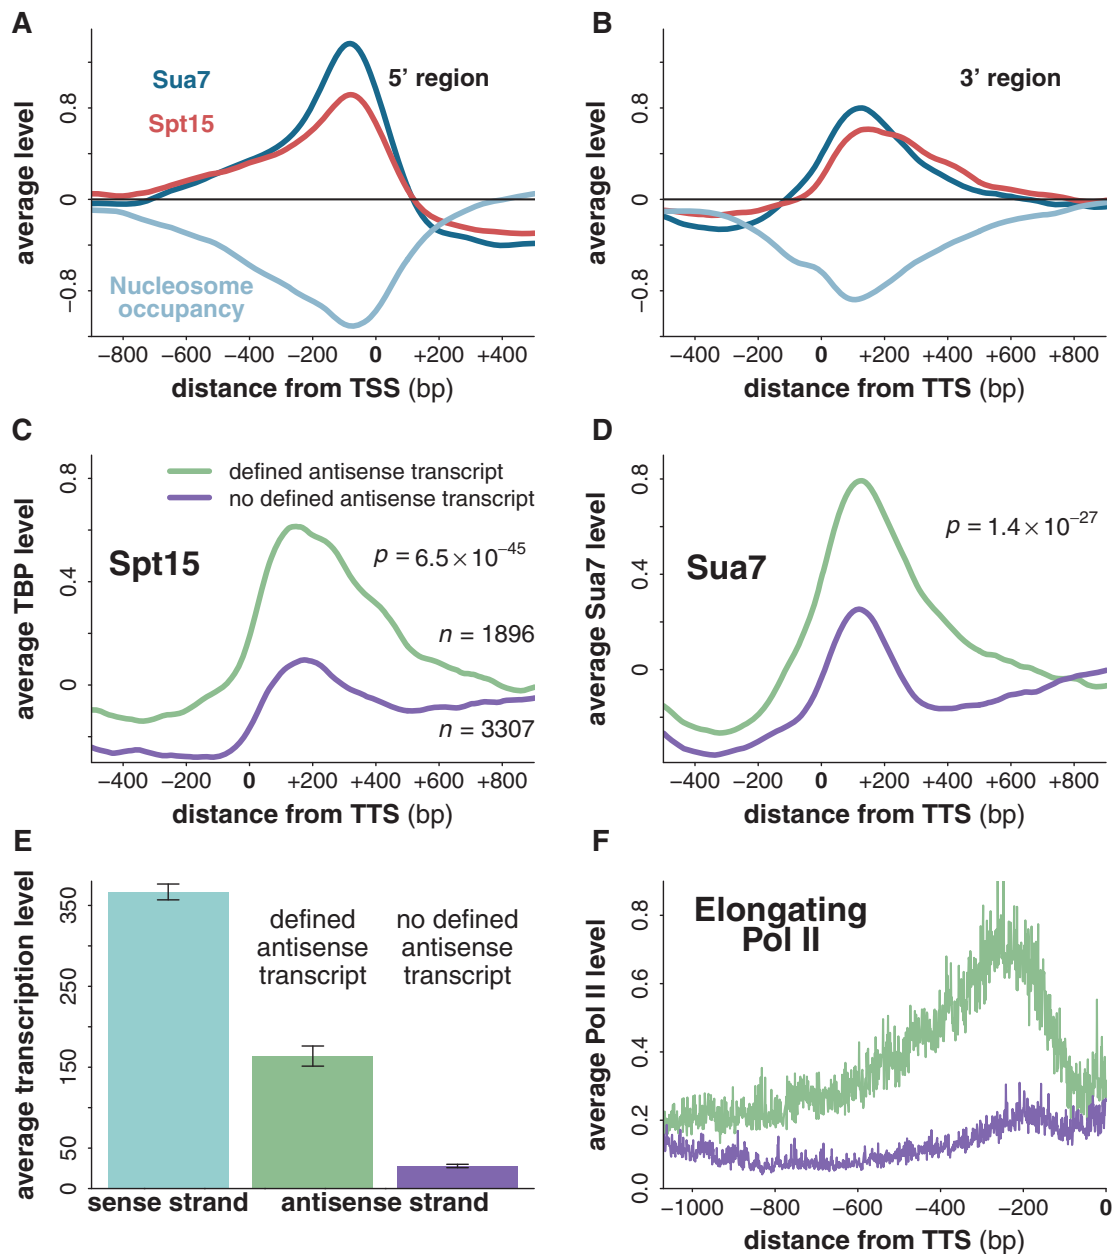 A
Sua7
Spt15
5’ region
Nucleosome
occupancy
average level
0.8
0
−0.8
−800 −600 −400 −200 0 +200 +400
distance from TSS (bp)
B
3’ region
average level
0.8
0
−0.8
−400 −200 0 +200 +400 +600 +800
distance from TTS (bp)
C
defined antisense transcript
no defined antisense transcript
Spt15
p = 6.5 × 10⁻⁴⁵
n = 1896
n = 3307
average TBP level
0.8
0.4
0
−400 −200 0 +200 +400 +600 +800
distance from TTS (bp)
D
Sua7
p = 1.4 × 10⁻²⁷
average Sua7 level
0.8
0.4
0
−400 −200 0 +200 +400 +600 +800
distance from TTS (bp)
E
average transcription level
350
250
150
50
0
defined
antisense
transcript
no defined
antisense
transcript
sense strand antisense strand
F
Elongating
Pol II
average Pol II level
0.8
0.6
0.4
0.2
0.0
−1000 −800 −600 −400 −200 0
distance from TTS (bp)